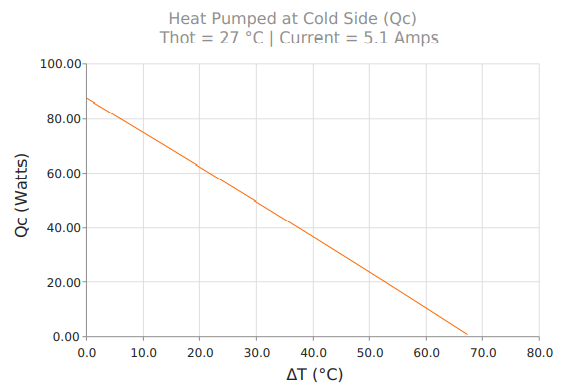 Heat Pumped at Cold Side (Qc)
Thot = 27 °C | Current = 5.1 Amps
100.00
80.00
60.00
40.00
20.00
0.00
Qc (Watts)
0.0 10.0 20.0 30.0 40.0 50.0 60.0 70.0 80.0
ΔT (°C)